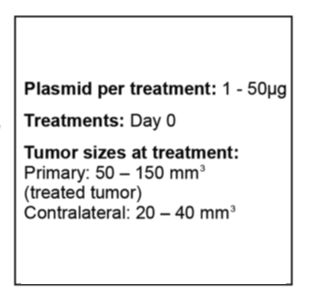 Plasmid per treatment: 1 - 50µg
Treatments: Day 0
Tumor sizes at treatment:
Primary: 50 – 150 mm³
(treated tumor)
Contralateral: 20 – 40 mm³